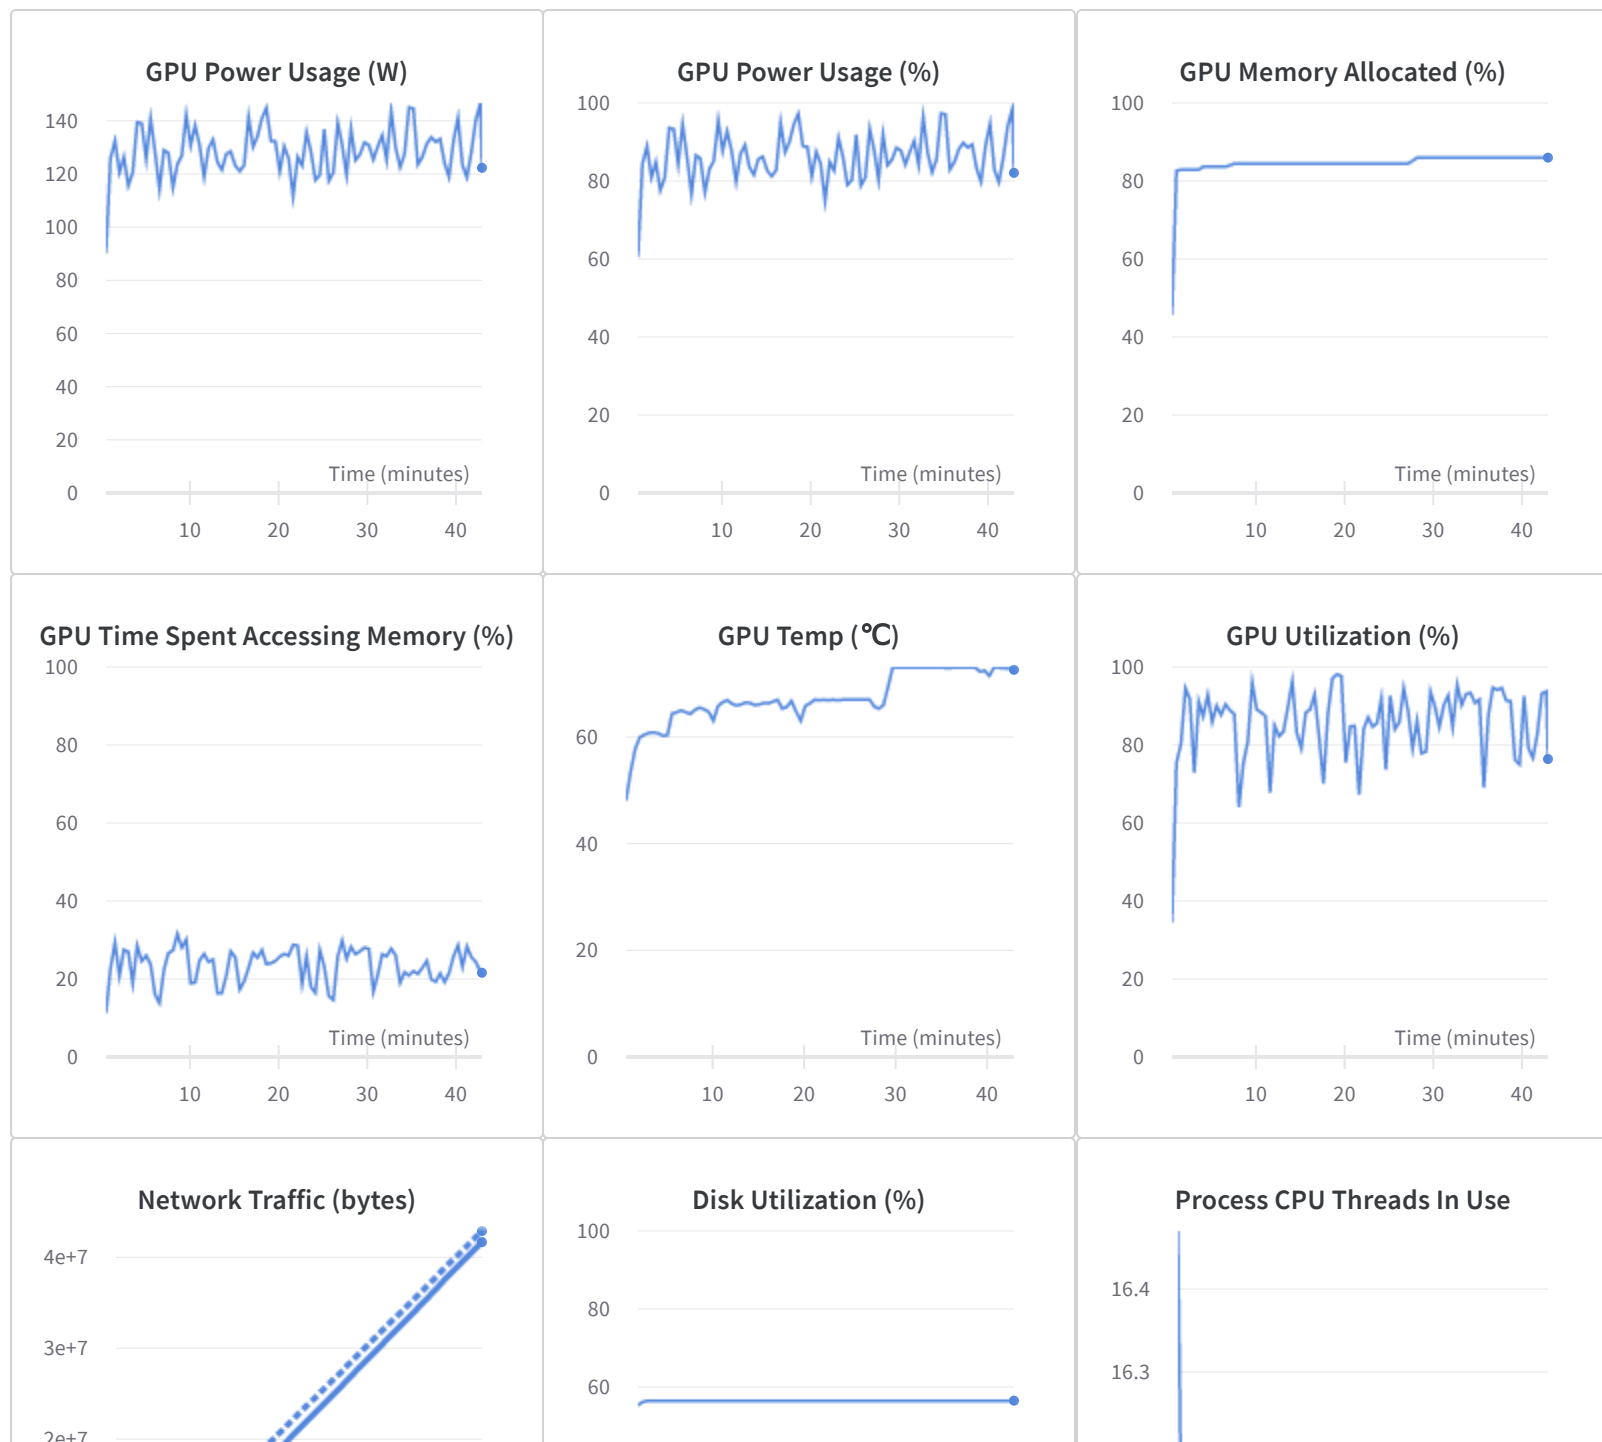 GPU Power Usage (W)
140
120
100
80
60
40
20
0
Time (minutes)
10 20 30 40
GPU Power Usage (%)
100
80
60
40
20
0
Time (minutes)
10 20 30 40
GPU Memory Allocated (%)
100
80
60
40
20
0
Time (minutes)
10 20 30 40
GPU Time Spent Accessing Memory (%)
100
80
60
40
20
0
Time (minutes)
10 20 30 40
GPU Temp (℃)
60
40
20
0
Time (minutes)
10 20 30 40
GPU Utilization (%)
100
80
60
40
20
0
Time (minutes)
10 20 30 40
Network Traffic (bytes)
4e+7
3e+7
2e+7
Disk Utilization (%)
100
80
60
Process CPU Threads In Use
16.4
16.3